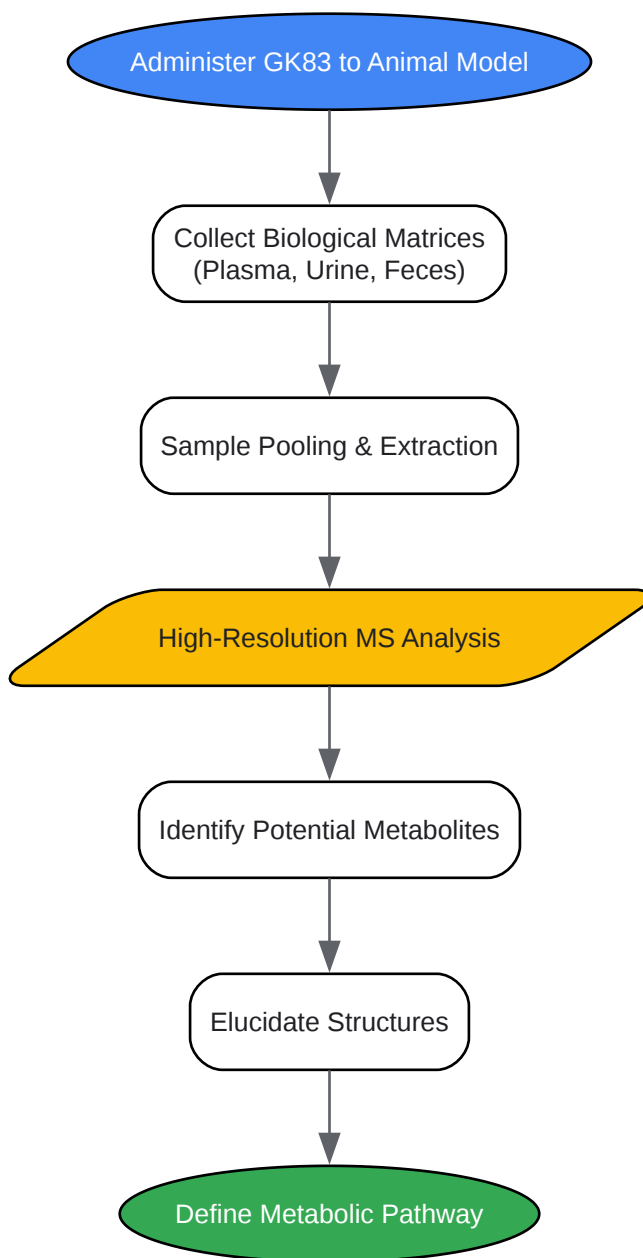 Administer GK83 to Animal Model
Collect Biological Matrices
(Plasma, Urine, Feces)
Sample Pooling & Extraction
High-Resolution MS Analysis
Identify Potential Metabolites
Elucidate Structures
Define Metabolic Pathway